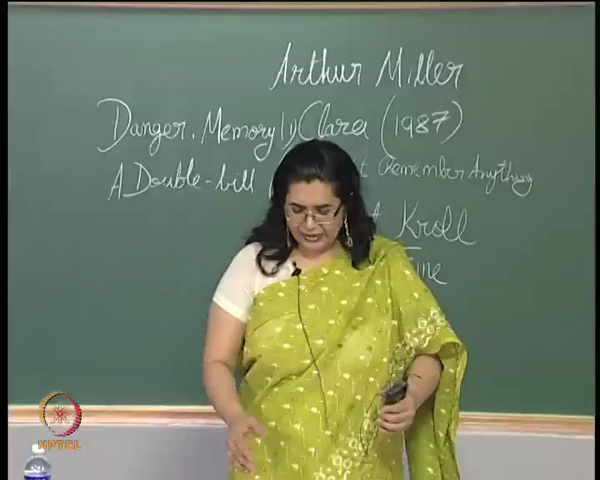 Arthur Miller
Danger, Memory! 1) Clara (1987)
A Double-bill t remember Anything
t Kroll
Fine
NPTEL